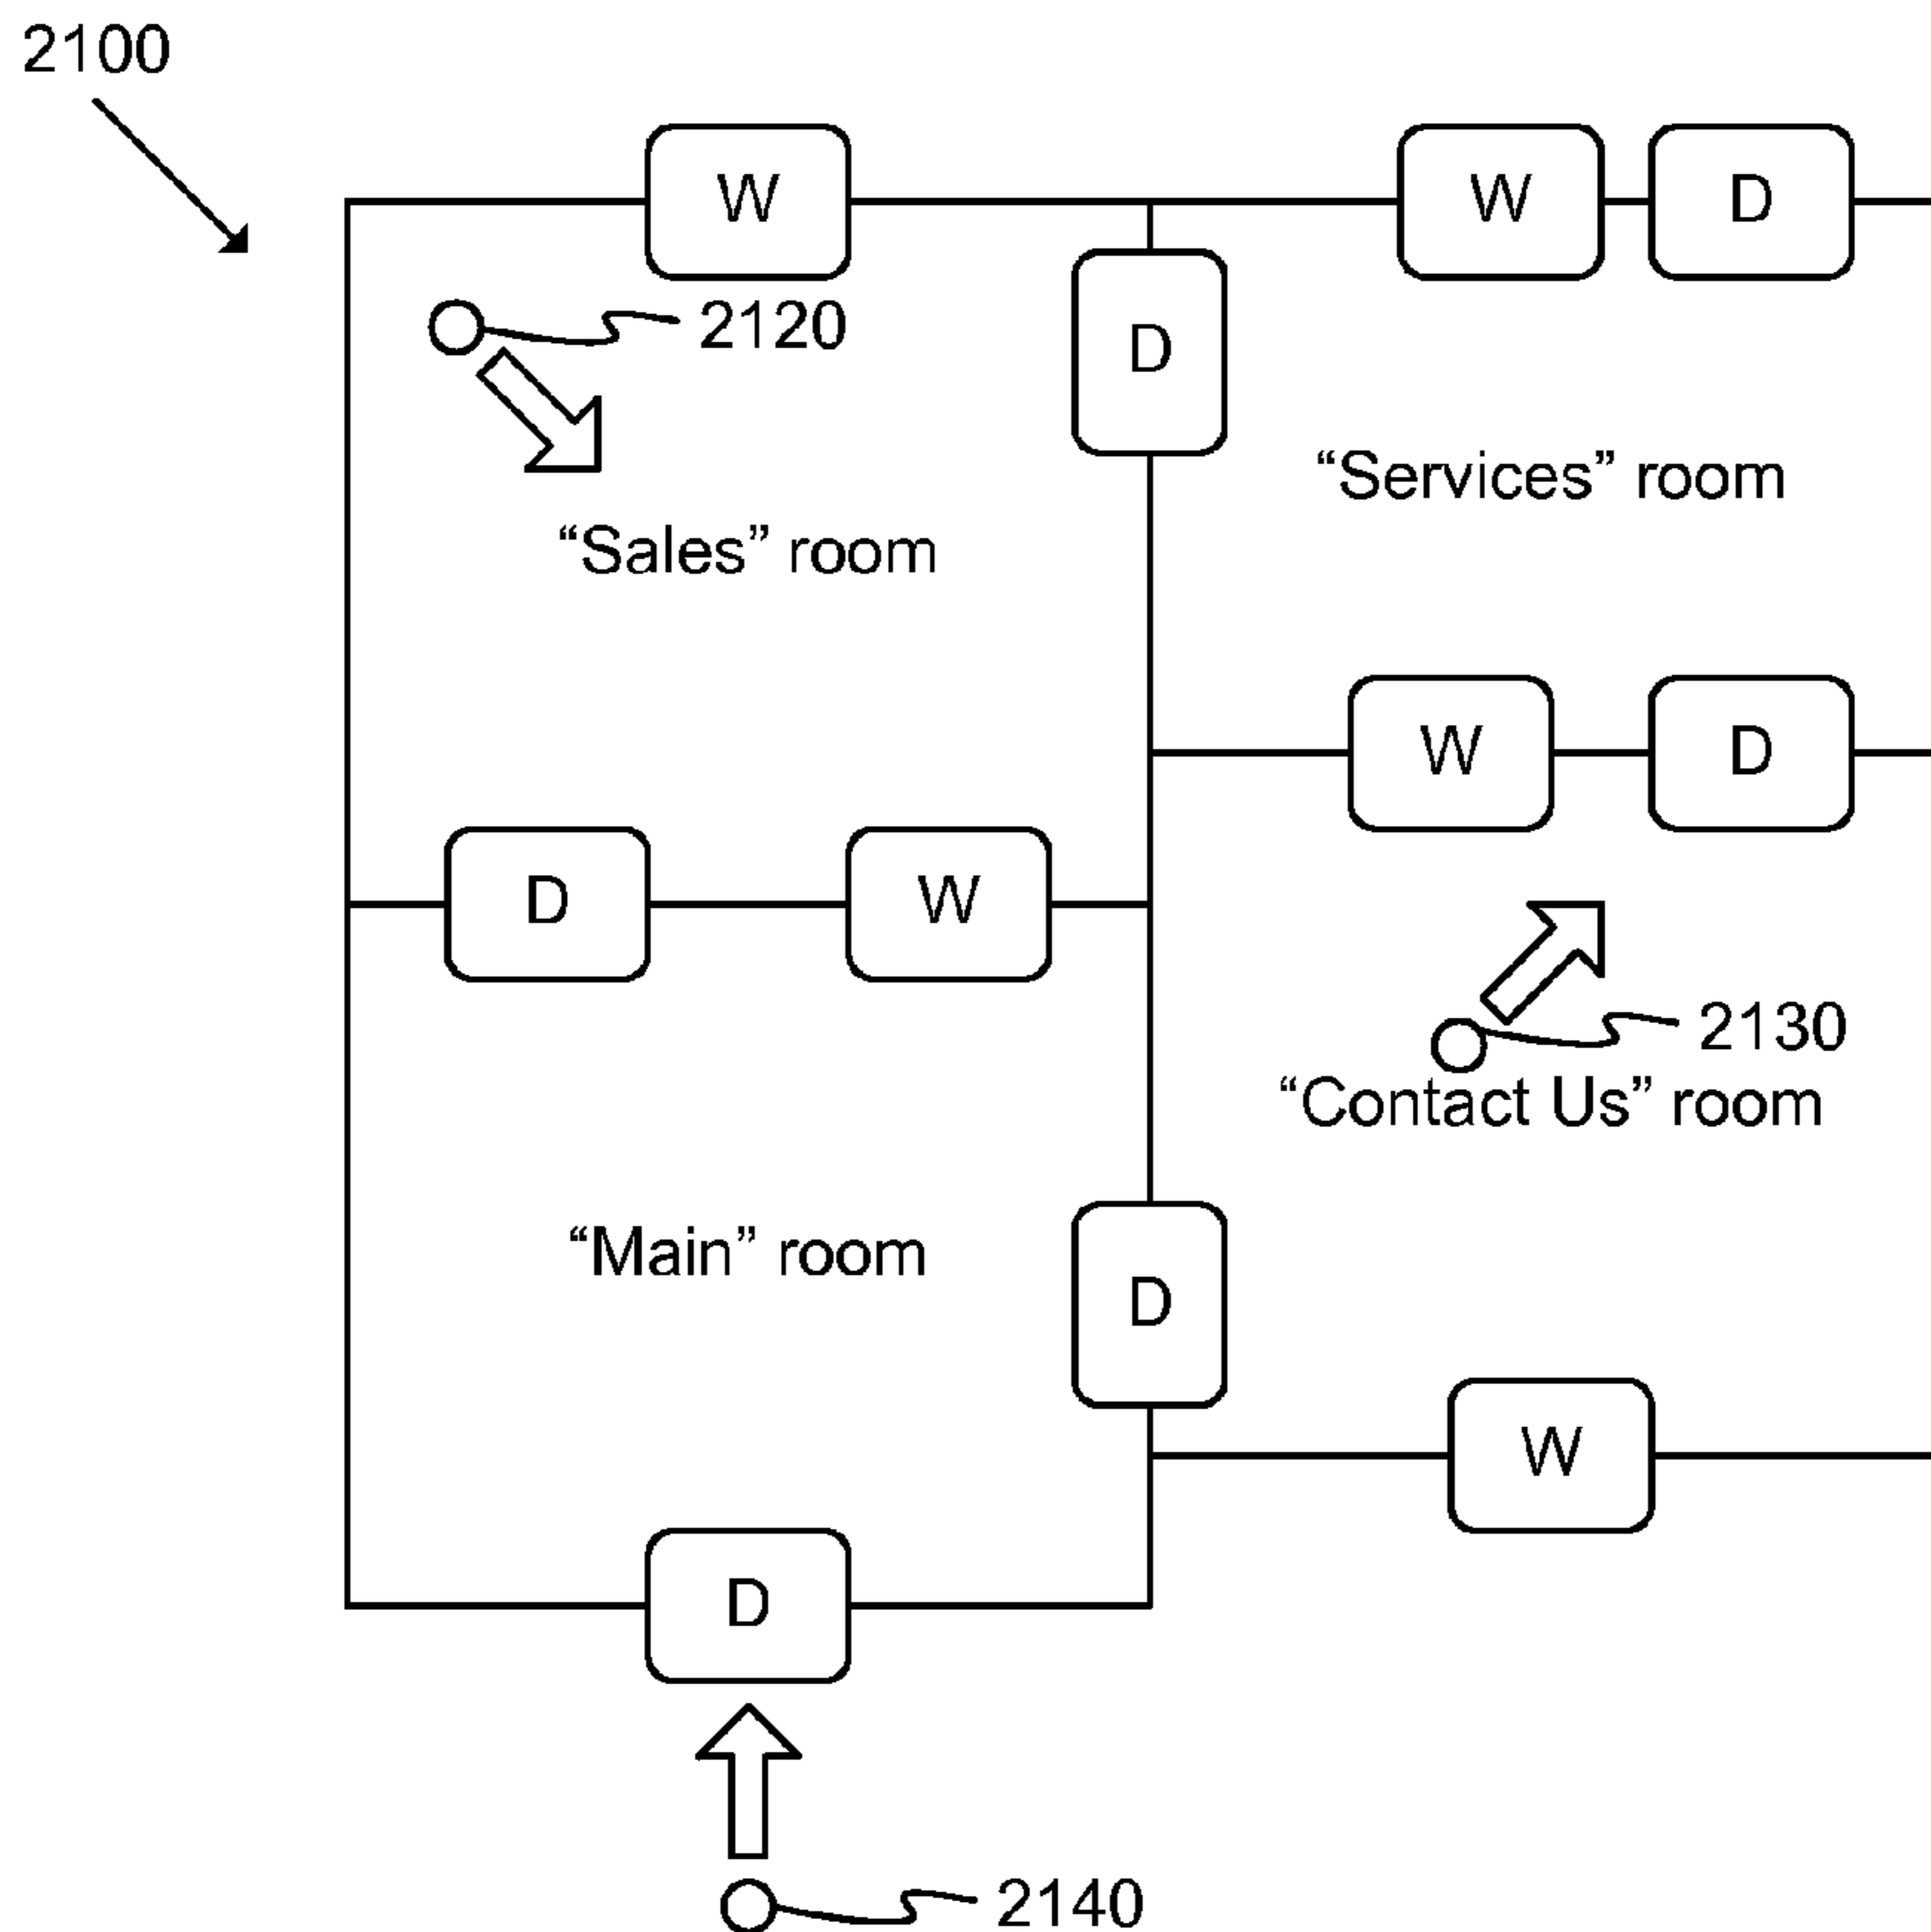 2100
W
W
D
2120
D
“Services” room
“Sales” room
W
D
D
W
2130
“Contact Us” room
“Main” room
D
W
D
2140